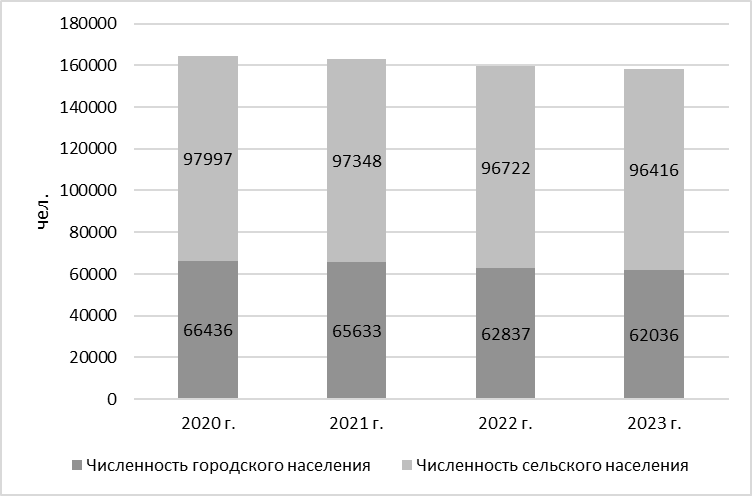 180000
160000
140000
120000
100000
80000
60000
40000
20000
0
чел.
97997
97348
96722
96416
66436
65633
62837
62036
2020 г.
2021 г.
2022 г.
2023 г.
Численность городского населения
Численность сельского населения